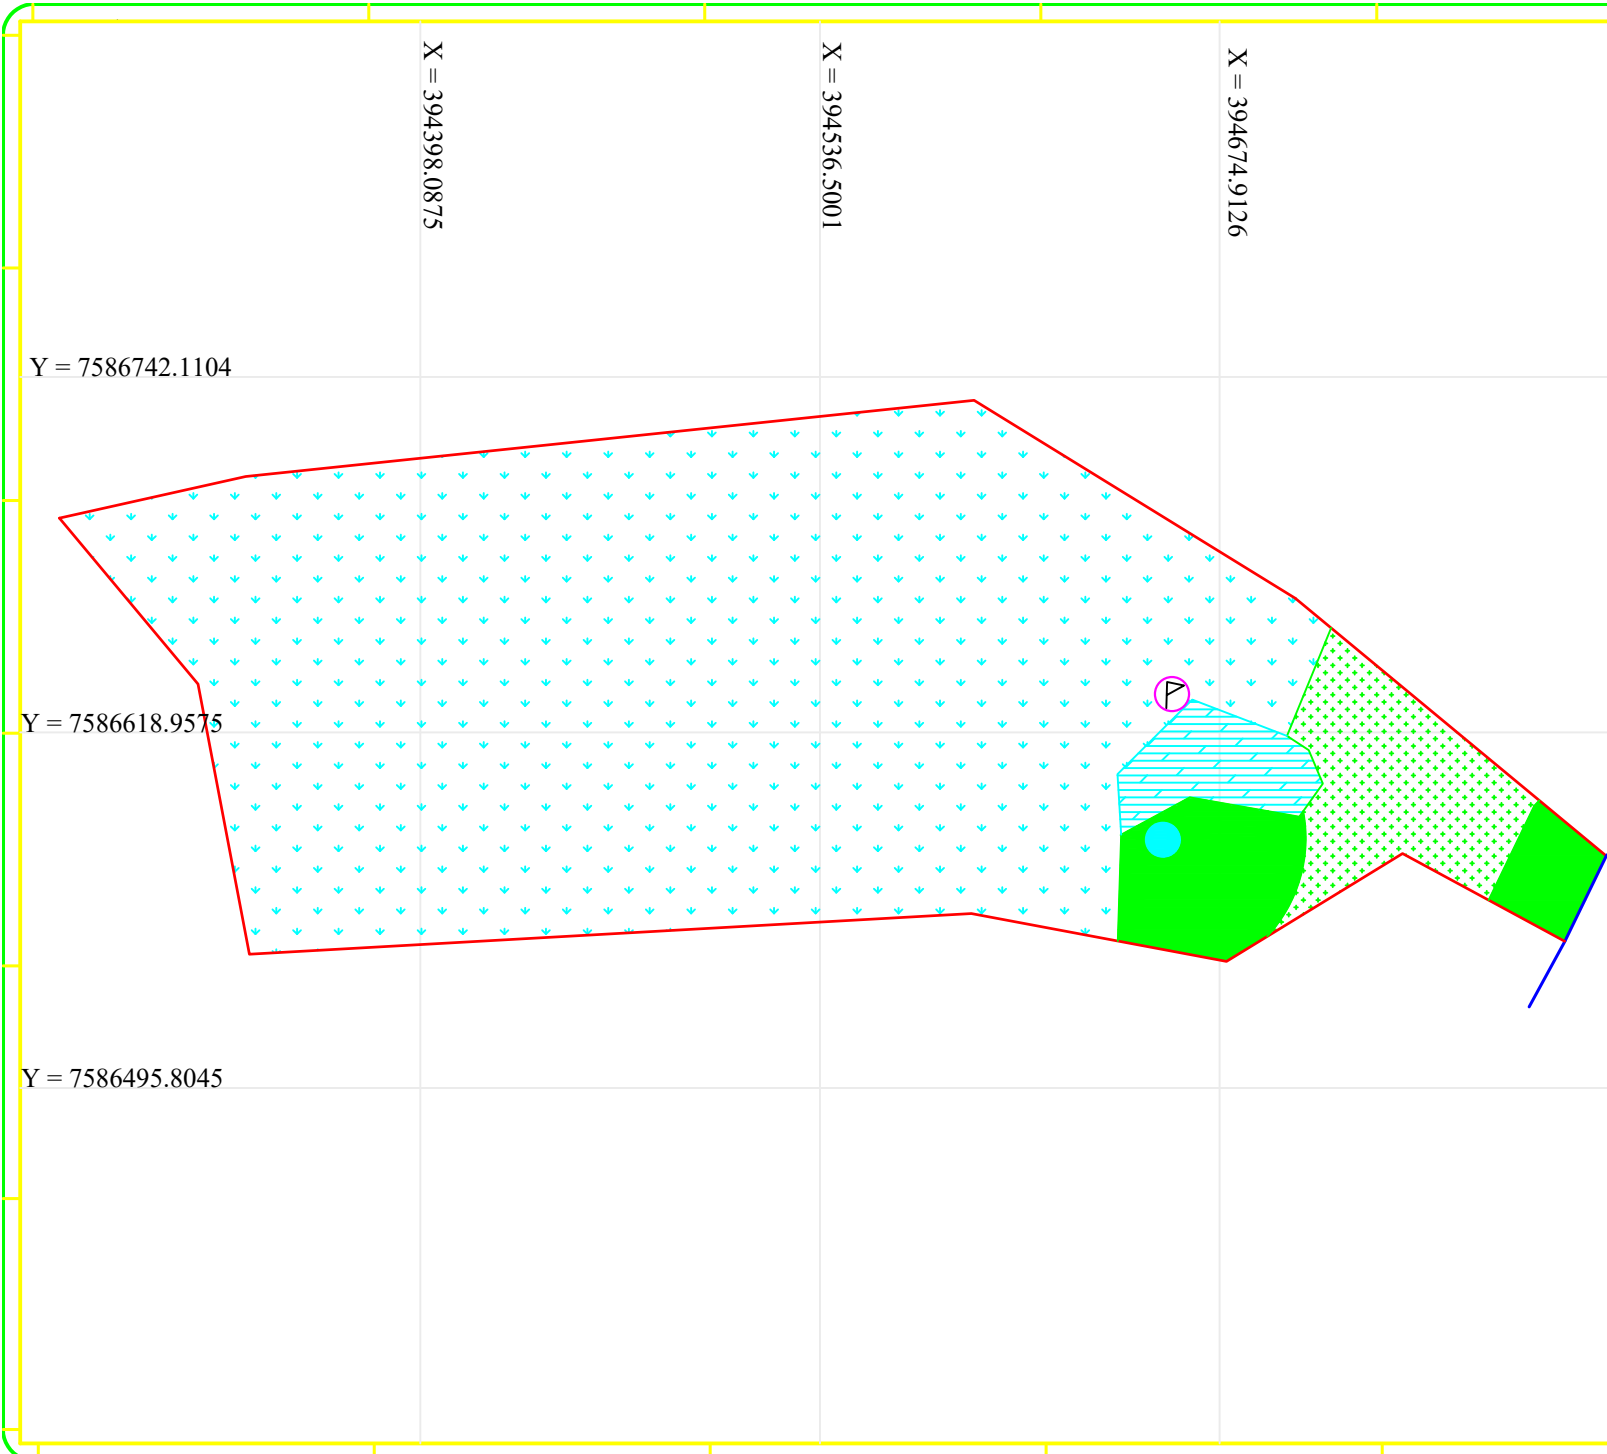 X = 394398.0875
X = 394536.5001
X = 394674.9126
Y = 7586742.1104
Y = 7586618.9575
Y = 7586495.8045